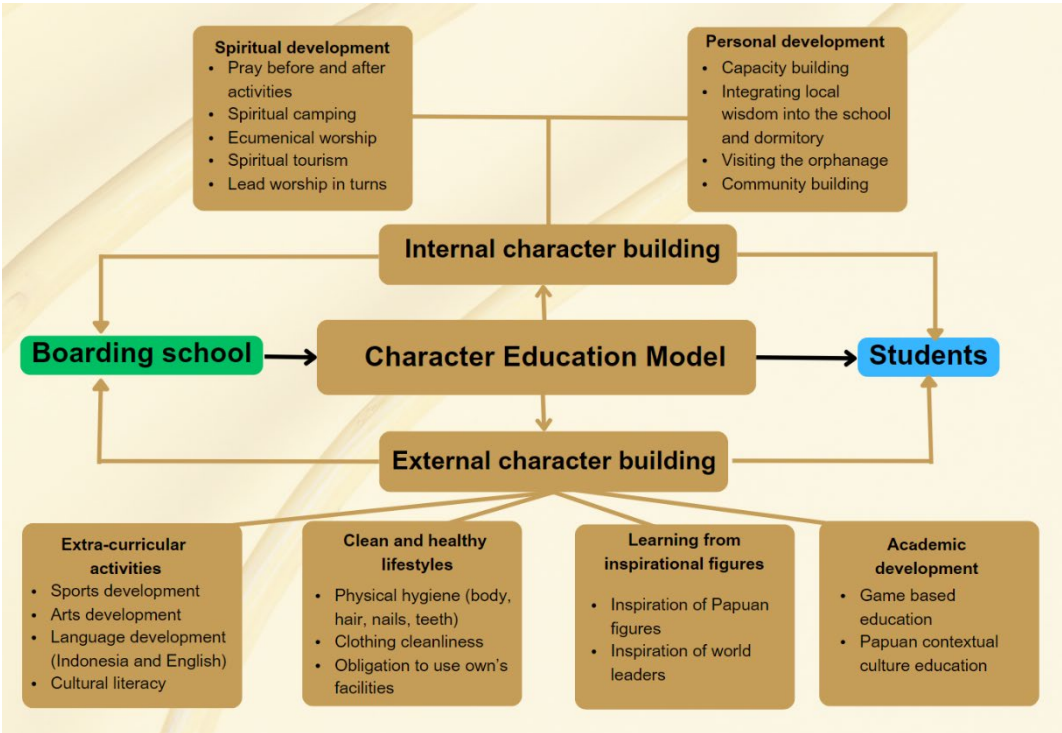 Spiritual development
• Pray before and after
activities
• Spiritual camping
• Ecumenical worship
• Spiritual tourism
• Lead worship in turns
Personal development
• Capacity building
• Integrating local
wisdom into the school
and dormitory
• Visiting the orphanage
• Community building
Internal character building
Boarding school
Character Education Model
Students
External character building
Extra-curricular
activities
• Sports development
• Arts development
• Language development
(Indonesia and English)
• Cultural literacy
Clean and healthy
lifestyles
• Physical hygiene (body,
hair, nails, teeth)
• Clothing cleanliness
• Obligation to use own's
facilities
Learning from
inspirational figures
• Inspiration of Papuan
figures
• Inspiration of world
leaders
Academic
development
• Game based
education
• Papuan contextual
culture education